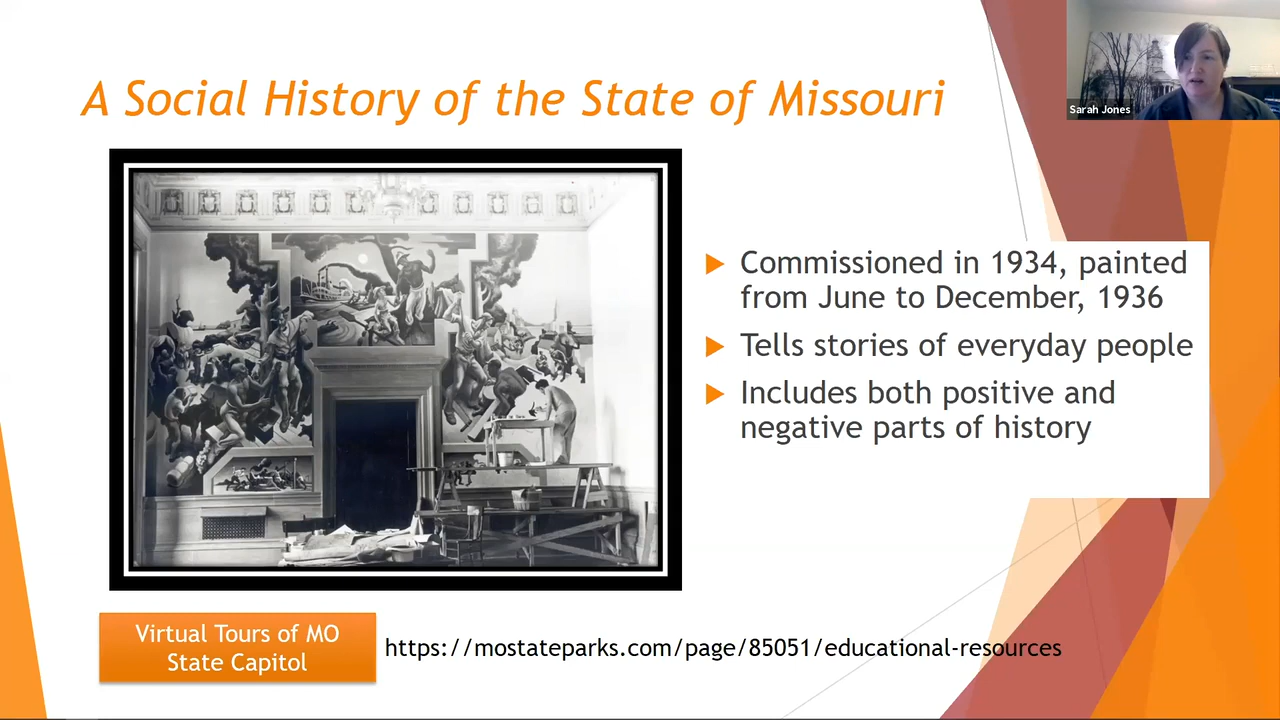 A Social History of the State of Missouri
Sarah Jones
Commissioned in 1934, painted
from June to December, 1936
Tells stories of everyday people
Includes both positive and
negative parts of history
Virtual Tours of MO
State Capitol
https://mostateparks.com/page/85051/educational-resources